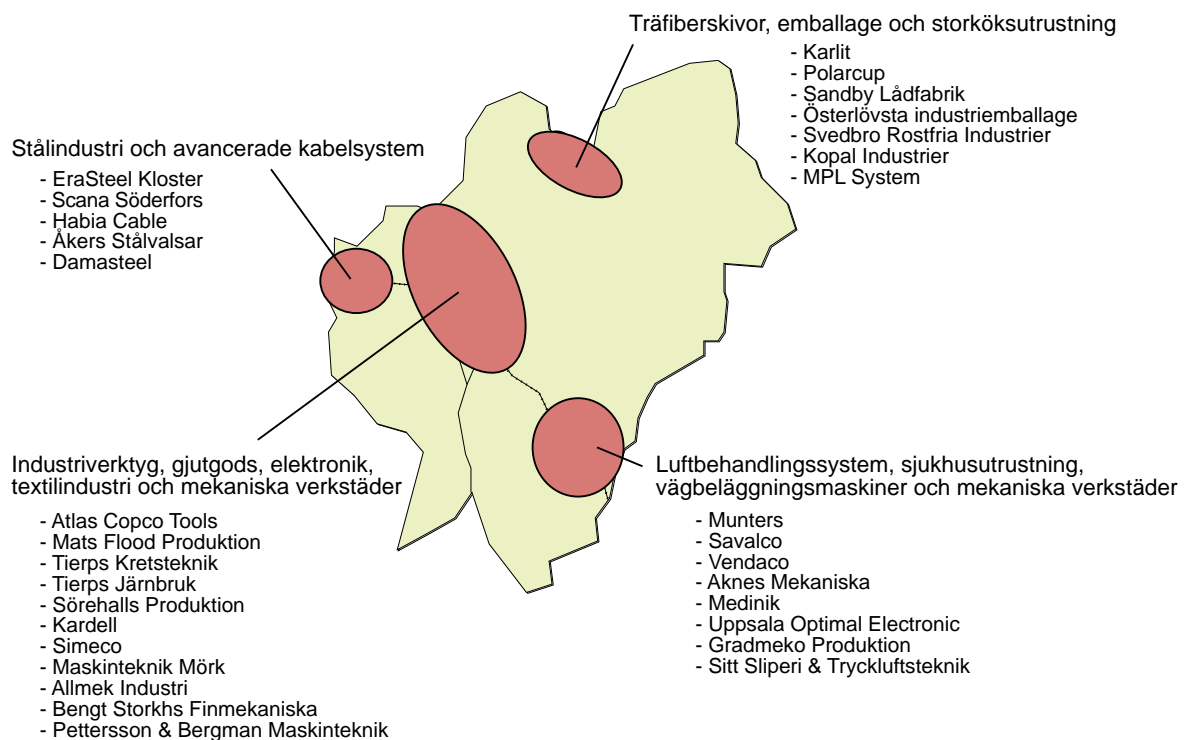 Träfiberskivor, emballage och storköksutrustning
- Karlit
- Polarcup
- Sandby Lådfabrik
- Österlövsta industriemballage
- Svedbro Rostfria Industrier
- Kopal Industrier
- MPL System
Stålindustri och avancerade kabelsystem
- EraSteel Kloster
- Scana Söderfors
- Habia Cable
- Åkers Stålvalsar
- Damasteel
Industriverktyg, gjutgods, elektronik,
textilindustri och mekaniska verkstäder
- Atlas Copco Tools
- Mats Flood Produktion
- Tierps Kretsteknik
- Tierps Järnbruk
- Sörehalls Produktion
- Kardell
- Simeco
- Maskinteknik Mörk
- Allmek Industri
- Bengt Storkhs Finmekaniska
- Pettersson & Bergman Maskinteknik
Luftbehandlingssystem, sjukhusutrustning,
vägbeläggningsmaskiner och mekaniska verkstäder
- Munters
- Savalco
- Vendaco
- Aknes Mekaniska
- Medinik
- Uppsala Optimal Electronic
- Gradmeko Produktion
- Sitt Sliperi & Tryckluftsteknik